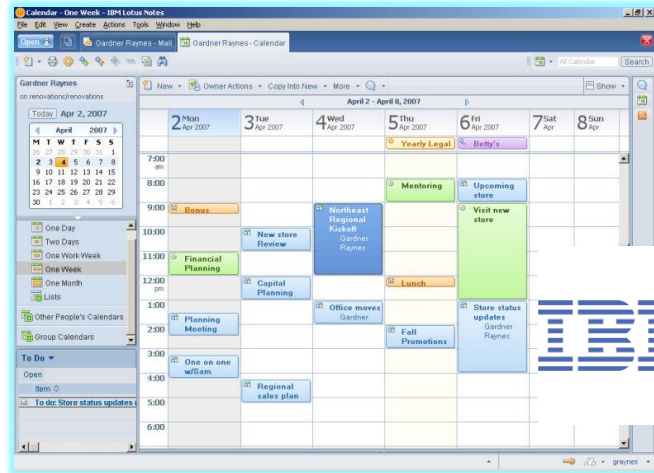 Calendar - One Week - IBM Lotus Notes
File Edit View Create Actions Tools Window Help
Open Gardner Raynes - Mail Gardner Raynes - Calendar
All Calendar Search
Gardner Raynes
on renovations/renovations
New Owner Actions Copy Into New More Show
Today Apr 2, 2007
April 2 - April 8, 2007
April 2007
M T W T F S S
26 27 28 29 30 31 1
2 3 4 5 6 7 8
9 10 11 12 13 14 15
16 17 18 19 20 21 22
23 24 25 26 27 28 29
30 1 2 3 4 5 6
2 Mon Apr 2007
3 Tue Apr 2007
4 Wed Apr 2007
5 Thu Apr 2007
6 Fri Apr 2007
7 Sat Apr
8 Sun Apr
Yearly Legal
Betty's
7:00 am
8:00
Mentoring
Upcoming store
9:00
Bonus
Northeast Regional Kickoff
Gardner Raynes
Visit new store
10:00
New store Review
11:00
Financial Planning
12:00 pm
Capital Planning
Lunch
1:00
Office moves
Gardner
Store status updates
Gardner Raynes
Planning Meeting
2:00
Fall Promotions
3:00
One on one w/Sam
4:00
Regional sales plan
5:00
6:00
One Day
Two Days
One Work Week
One Week
One Month
Lists
Other People's Calendars
Group Calendars
To Do
Open
Item
To do: Store status updates
IBM
graynes